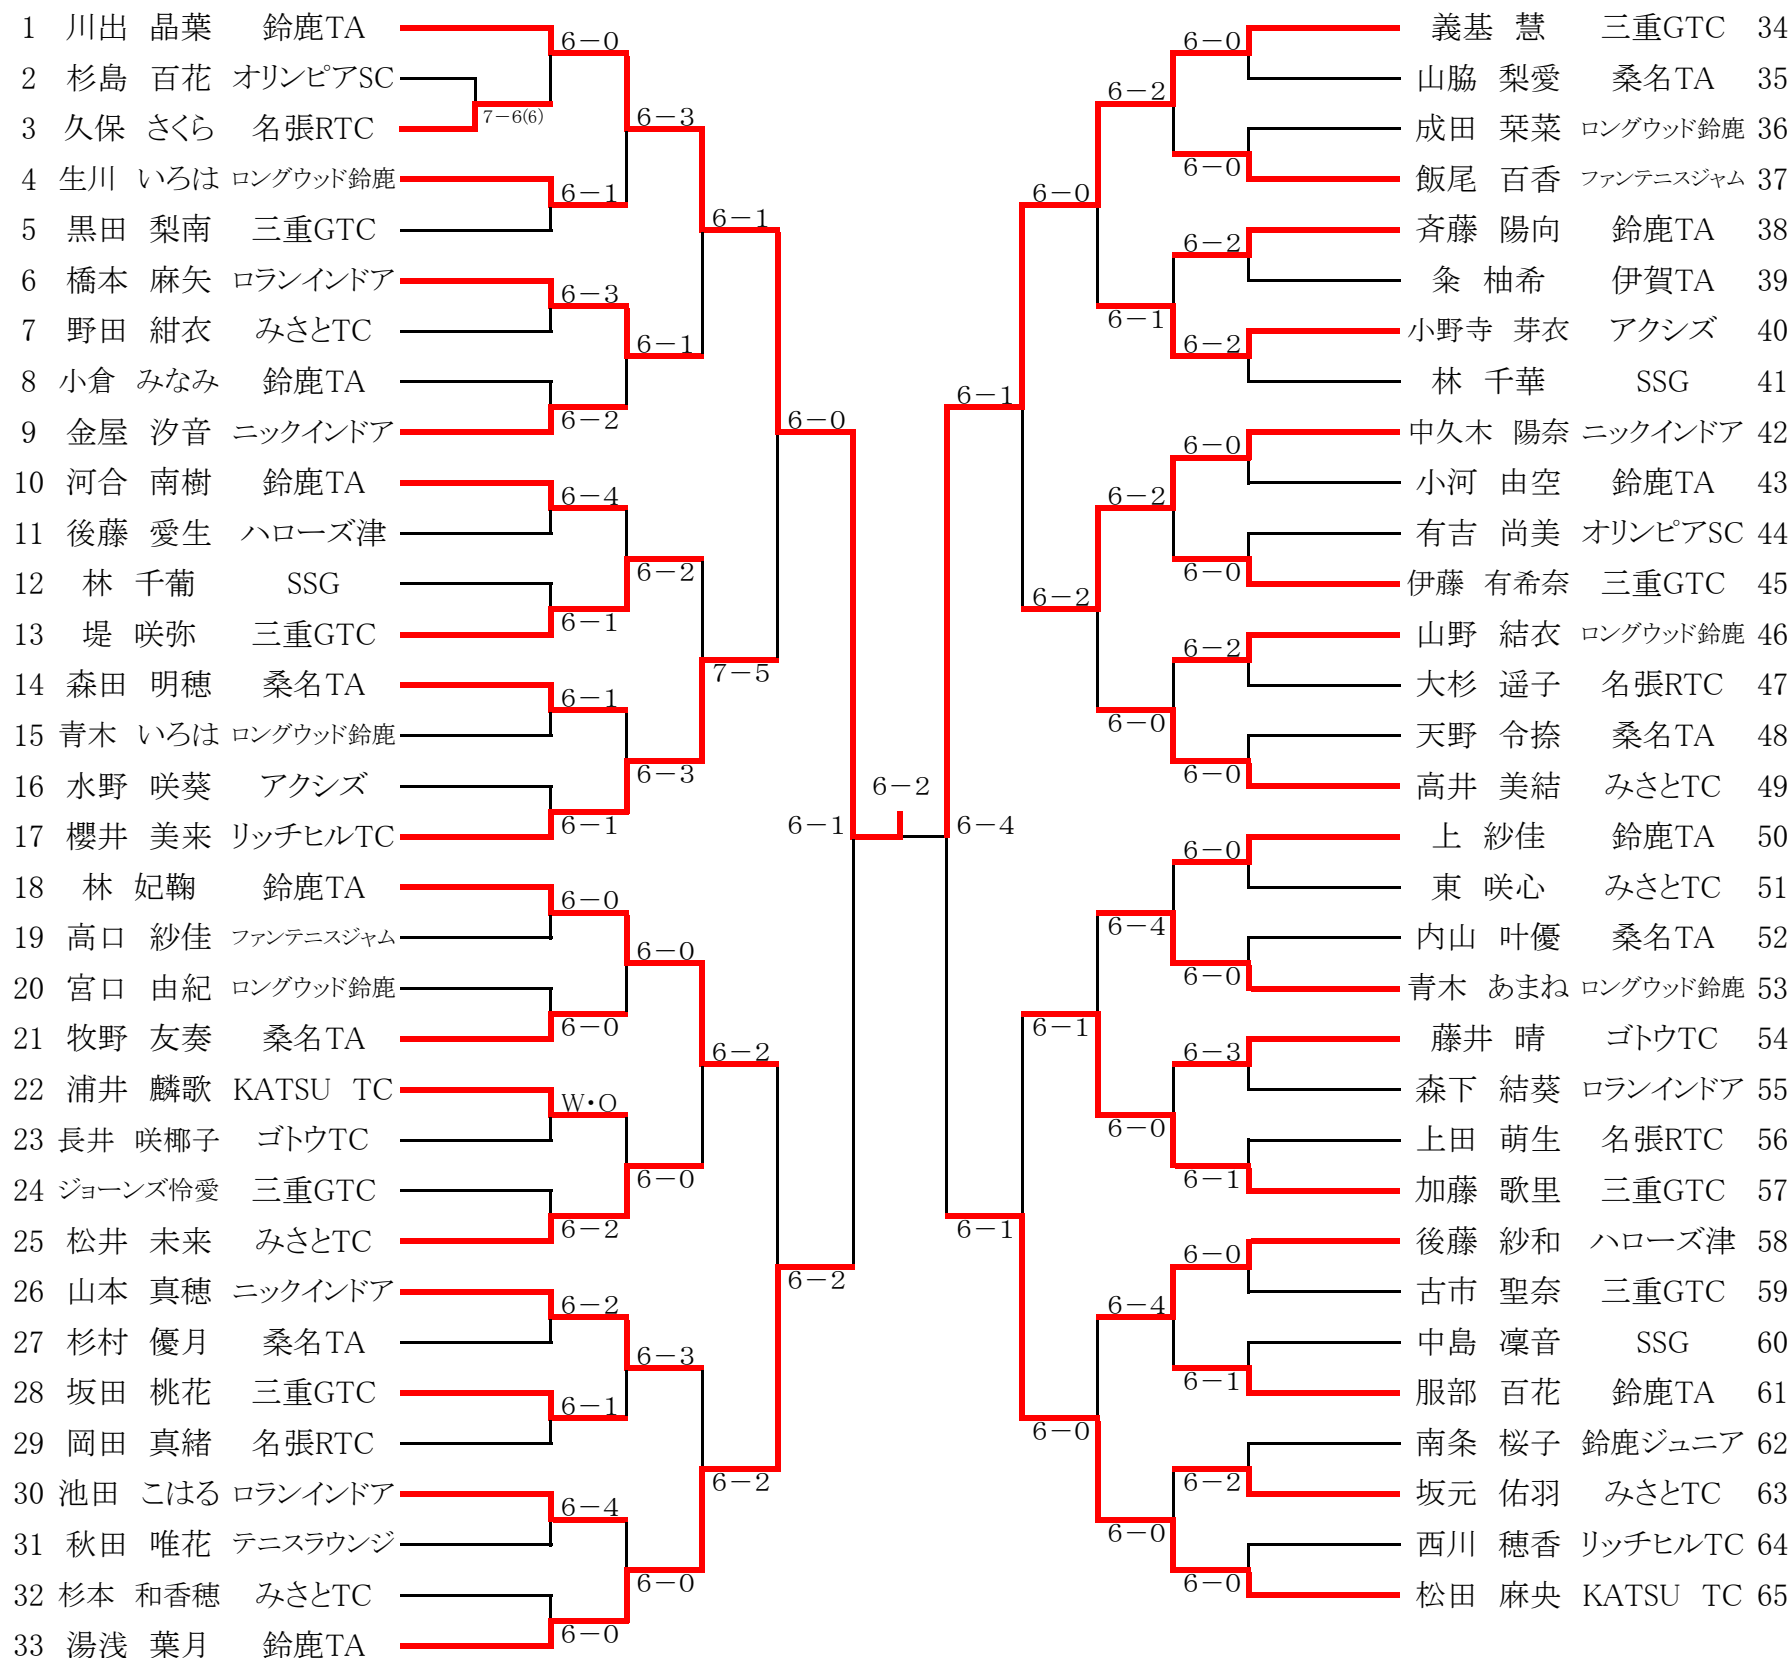 1 川出 晶葉 鈴鹿TA
2 杉島 百花 オリンピアSC
3 久保 さくら 名張RTC
4 生川 いろは ロングウッド鈴鹿
5 黒田 梨南 三重GTC
6 橋本 麻矢 ロランインドア
7 野田 紺衣 みさとTC
8 小倉 みなみ 鈴鹿TA
9 金屋 汐音 ニックインドア
10 河合 南樹 鈴鹿TA
11 後藤 愛生 ハローズ津
12 林 千葡 SSG
13 堤 咲弥 三重GTC
14 森田 明穂 桑名TA
15 青木 いろは ロングウッド鈴鹿
16 水野 咲葵 アクシズ
17 櫻井 美来 リッチヒルTC
18 林 妃鞠 鈴鹿TA
19 高口 紗佳 ファンテニスジャム
20 宮口 由紀 ロングウッド鈴鹿
21 牧野 友奏 桑名TA
22 浦井 麟歌 KATSU TC
23 長井 咲椰子 ゴトウTC
24 ジョーンズ怜愛 三重GTC
25 松井 未来 みさとTC
26 山本 真穂 ニックインドア
27 杉村 優月 桑名TA
28 坂田 桃花 三重GTC
29 岡田 真緒 名張RTC
30 池田 こはる ロランインドア
31 秋田 唯花 テニスラウンジ
32 杉本 和香穂 みさとTC
33 湯浅 葉月 鈴鹿TA
6-0
7-6(6)
6-1
6-3
6-2
6-4
6-1
6-1
6-1
6-0
6-0
W・O
6-2
6-2
6-1
6-4
6-0
6-3
6-1
6-2
6-3
6-0
6-0
6-3
6-0
6-1
7-5
6-2
6-2
6-0
6-2
6-1
6-2
6-4
6-1
6-1
6-0
6-2
6-1
6-0
6-2
6-1
6-2
6-0
6-4
6-0
6-4
6-0
6-0
6-0
6-2
6-2
6-0
6-0
6-2
6-0
6-0
6-0
6-3
6-1
6-0
6-1
6-2
6-0
義基 慧 三重GTC 34
山脇 梨愛 桑名TA 35
成田 栞菜 ロングウッド鈴鹿 36
飯尾 百香 ファンテニスジャム 37
斉藤 陽向 鈴鹿TA 38
粂 柚希 伊賀TA 39
小野寺 芽衣 アクシズ 40
林 千華 SSG 41
中久木 陽奈 ニックインドア 42
小河 由空 鈴鹿TA 43
有吉 尚美 オリンピアSC 44
伊藤 有希奈 三重GTC 45
山野 結衣 ロングウッド鈴鹿 46
大杉 遥子 名張RTC 47
天野 令捺 桑名TA 48
高井 美結 みさとTC 49
上 紗佳 鈴鹿TA 50
東 咲心 みさとTC 51
内山 叶優 桑名TA 52
青木 あまね ロングウッド鈴鹿 53
藤井 晴 ゴトウTC 54
森下 結葵 ロランインドア 55
上田 萌生 名張RTC 56
加藤 歌里 三重GTC 57
後藤 紗和 ハローズ津 58
古市 聖奈 三重GTC 59
中島 凜音 SSG 60
服部 百花 鈴鹿TA 61
南条 桜子 鈴鹿ジュニア 62
坂元 佑羽 みさとTC 63
西川 穂香 リッチヒルTC 64
松田 麻央 KATSU TC 65